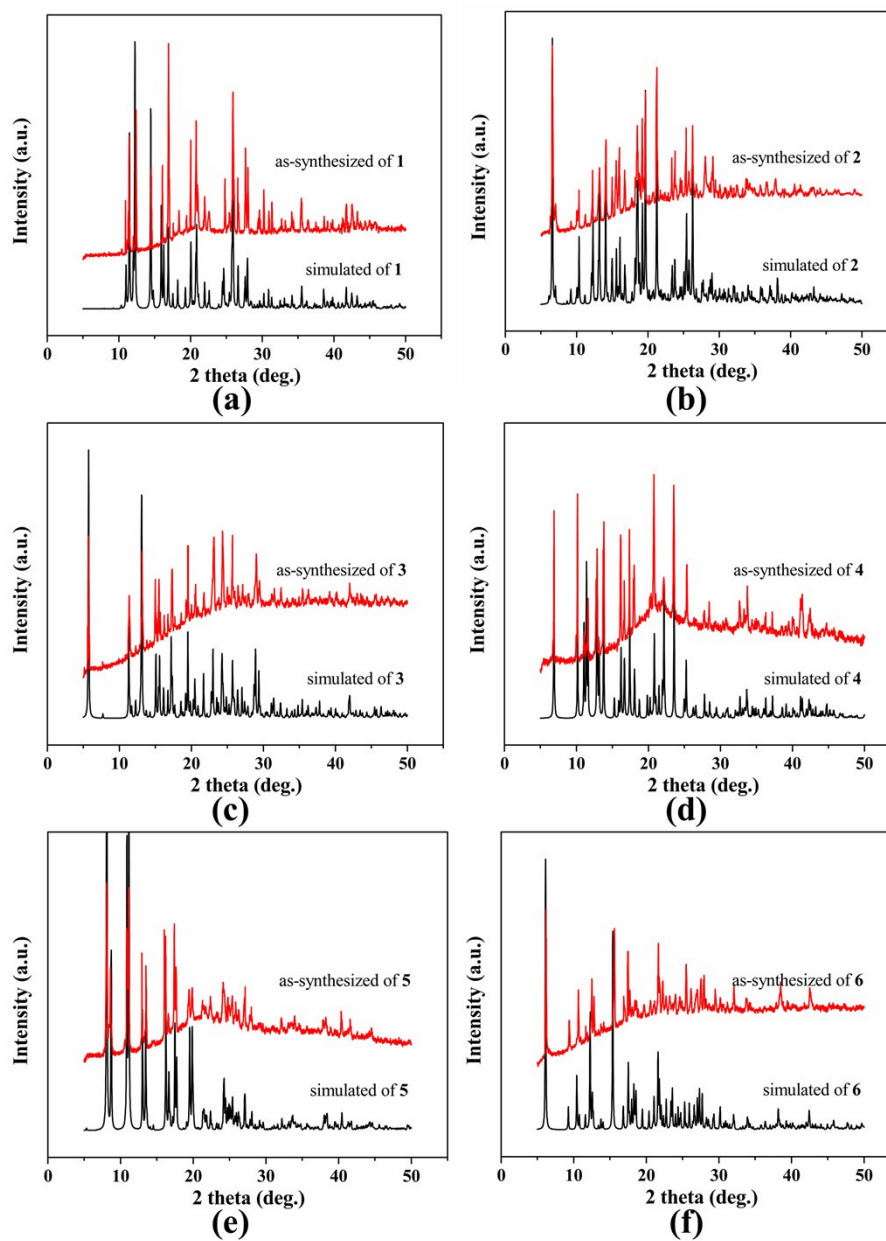 Intensity (a.u.)
as-synthesized of 1
simulated of 1
0 10 20 30 40 50
2 theta (deg.)
(a)
Intensity (a.u.)
as-synthesized of 2
simulated of 2
0 10 20 30 40 50
2 theta (deg.)
(b)
Intensity (a.u.)
as-synthesized of 3
simulated of 3
0 10 20 30 40 50
2 theta (deg.)
(c)
Intensity (a.u.)
as-synthesized of 4
simulated of 4
0 10 20 30 40 50
2 theta (deg.)
(d)
Intensity (a.u.)
as-synthesized of 5
simulated of 5
0 10 20 30 40 50
2 theta (deg.)
(e)
Intensity (a.u.)
as-synthesized of 6
simulated of 6
0 10 20 30 40 50
2 theta (deg.)
(f)